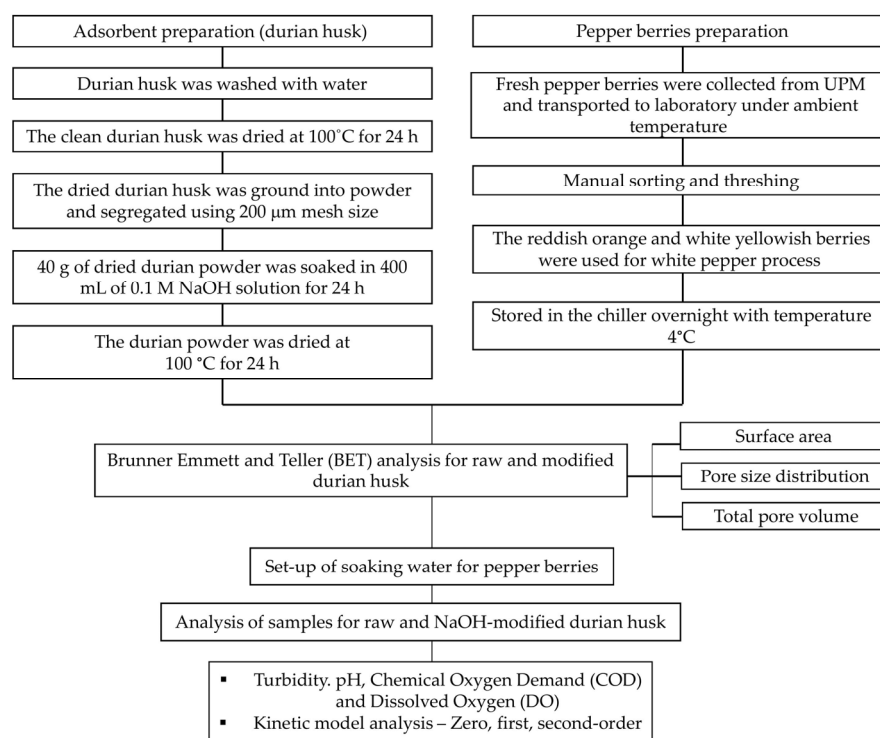 Adsorbent preparation (durian husk)
Durian husk was washed with water
The clean durian husk was dried at 100˚C for 24 h
The dried durian husk was ground into powder
and segregated using 200 µm mesh size
40 g of dried durian powder was soaked in 400
mL of 0.1 M NaOH solution for 24 h
The durian powder was dried at
100 °C for 24 h
Pepper berries preparation
Fresh pepper berries were collected from UPM
and transported to laboratory under ambient
temperature
Manual sorting and threshing
The reddish orange and white yellowish berries
were used for white pepper process
Stored in the chiller overnight with temperature
4°C
Brunner Emmett and Teller (BET) analysis for raw and modified
durian husk
Surface area
Pore size distribution
Total pore volume
Set-up of soaking water for pepper berries
Analysis of samples for raw and NaOH-modified durian husk
▪ Turbidity. pH, Chemical Oxygen Demand (COD)
and Dissolved Oxygen (DO)
▪ Kinetic model analysis – Zero, first, second-order